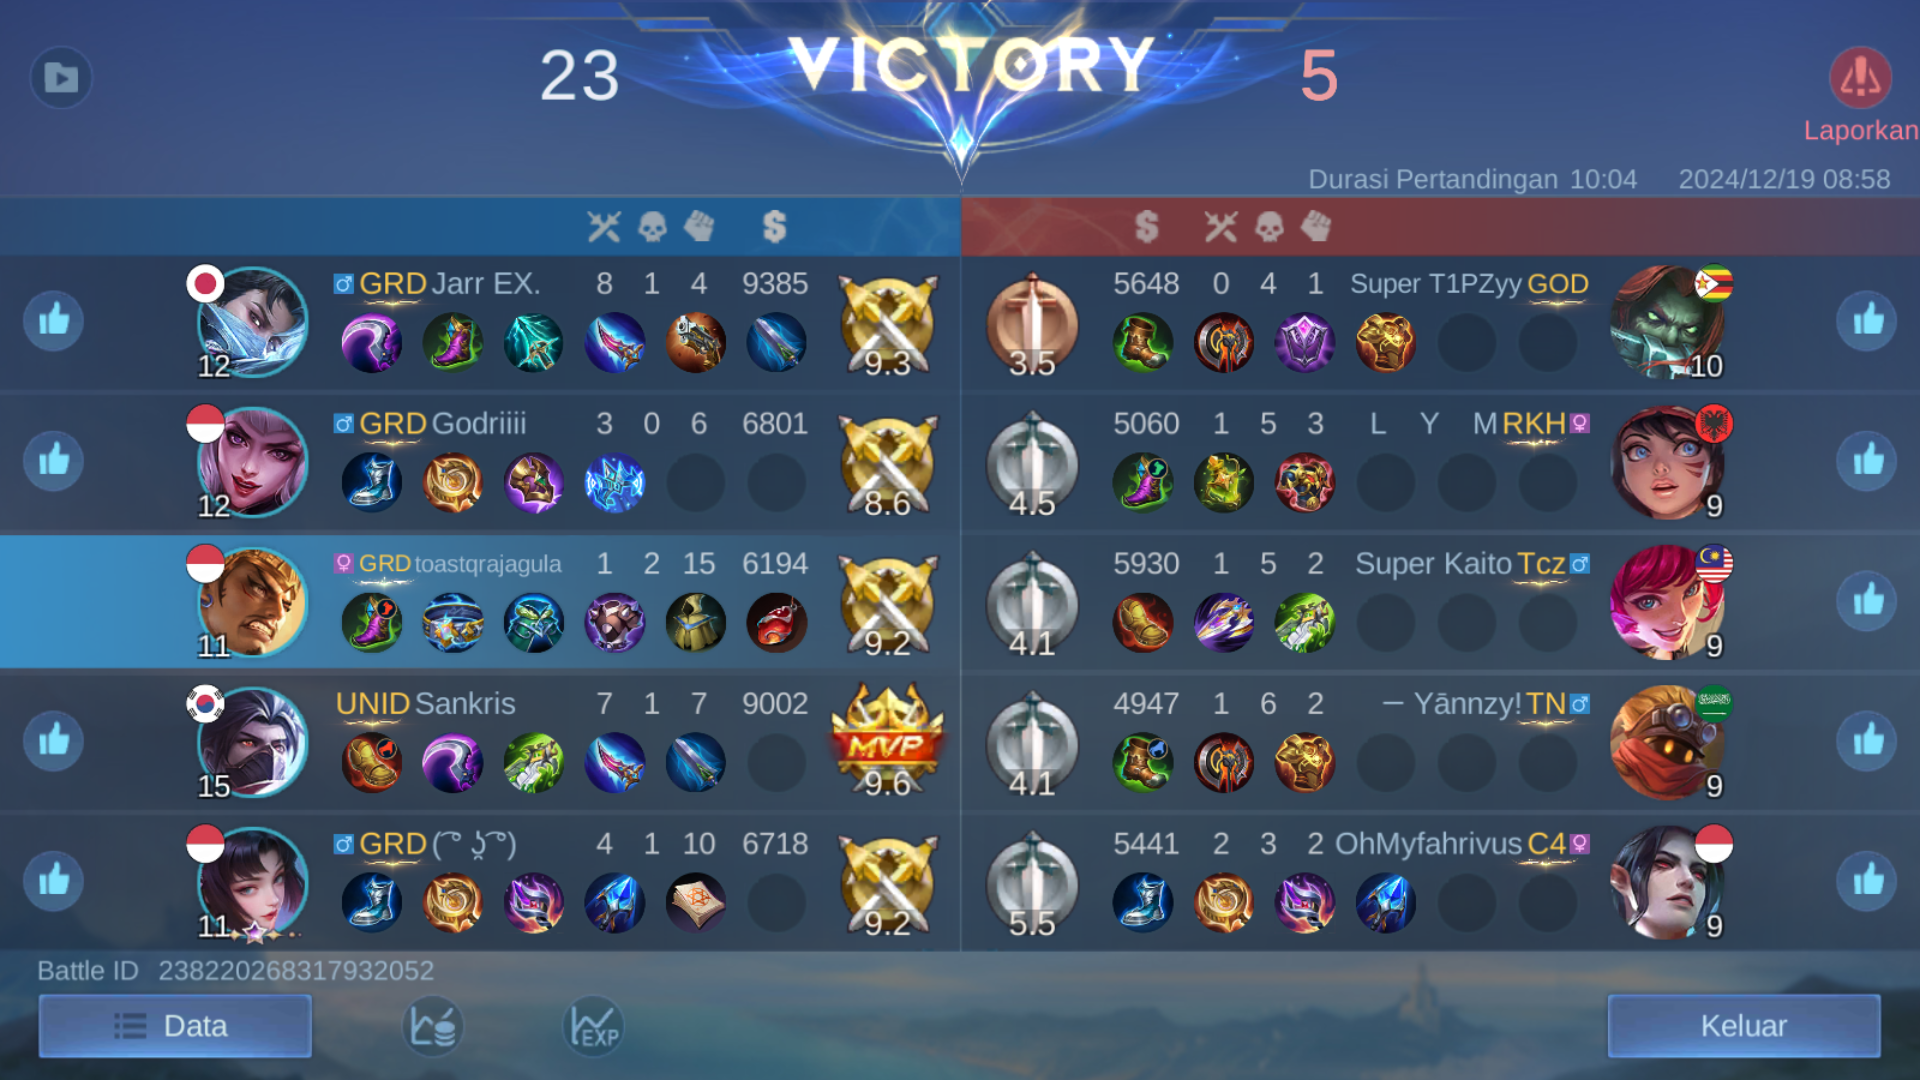 23 VICTORY 5
Laporkan
Durasi Pertandingan 10:04 2024/12/19 08:58
GRD Jarr EX. 8 1 4 9385
12 9.3
5648 0 4 1 Super T1PZyy GOD
3.5 10
GRD Godriiii 3 0 6 6801
12 8.6
5060 1 5 3 L Y M RKH
4.5 9
GRD toastqrajagula 1 2 15 6194
11 9.2
5930 1 5 2 Super Kaito Tcz
4.1 9
UNID Sankris 7 1 7 9002
MVP
15 9.6
4947 1 6 2 – Yānnzy! TN
4.1 9
GRD ( ͡° ʖ̯ ͡°) 4 1 10 6718
11 9.2
5441 2 3 2 OhMyfahrivus C4
5.5 9
Battle ID 238220268317932052
Data
EXP
Keluar